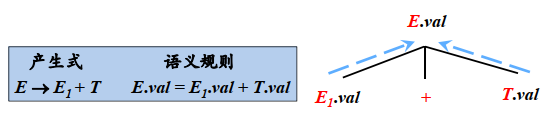 产生式 语义规则
E → E₁ + T E.val = E₁.val + T.val
E.val
E₁.val + T.val